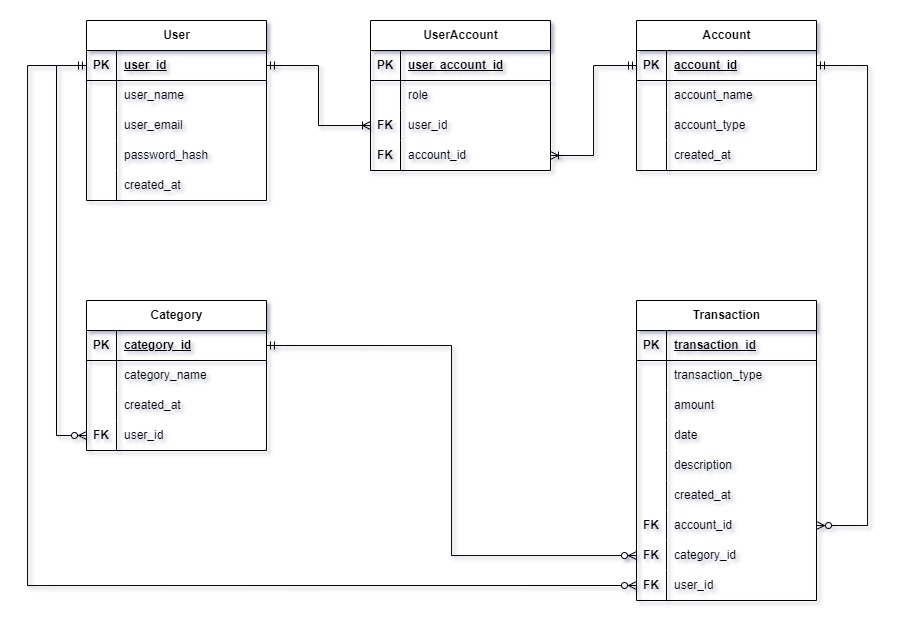 User
PK user_id
user_name
user_email
password_hash
created_at
UserAccount
PK user_account_id
role
FK user_id
FK account_id
Account
PK account_id
account_name
account_type
created_at
Category
PK category_id
category_name
created_at
FK user_id
Transaction
PK transaction_id
transaction_type
amount
date
description
created_at
FK account_id
FK category_id
FK user_id